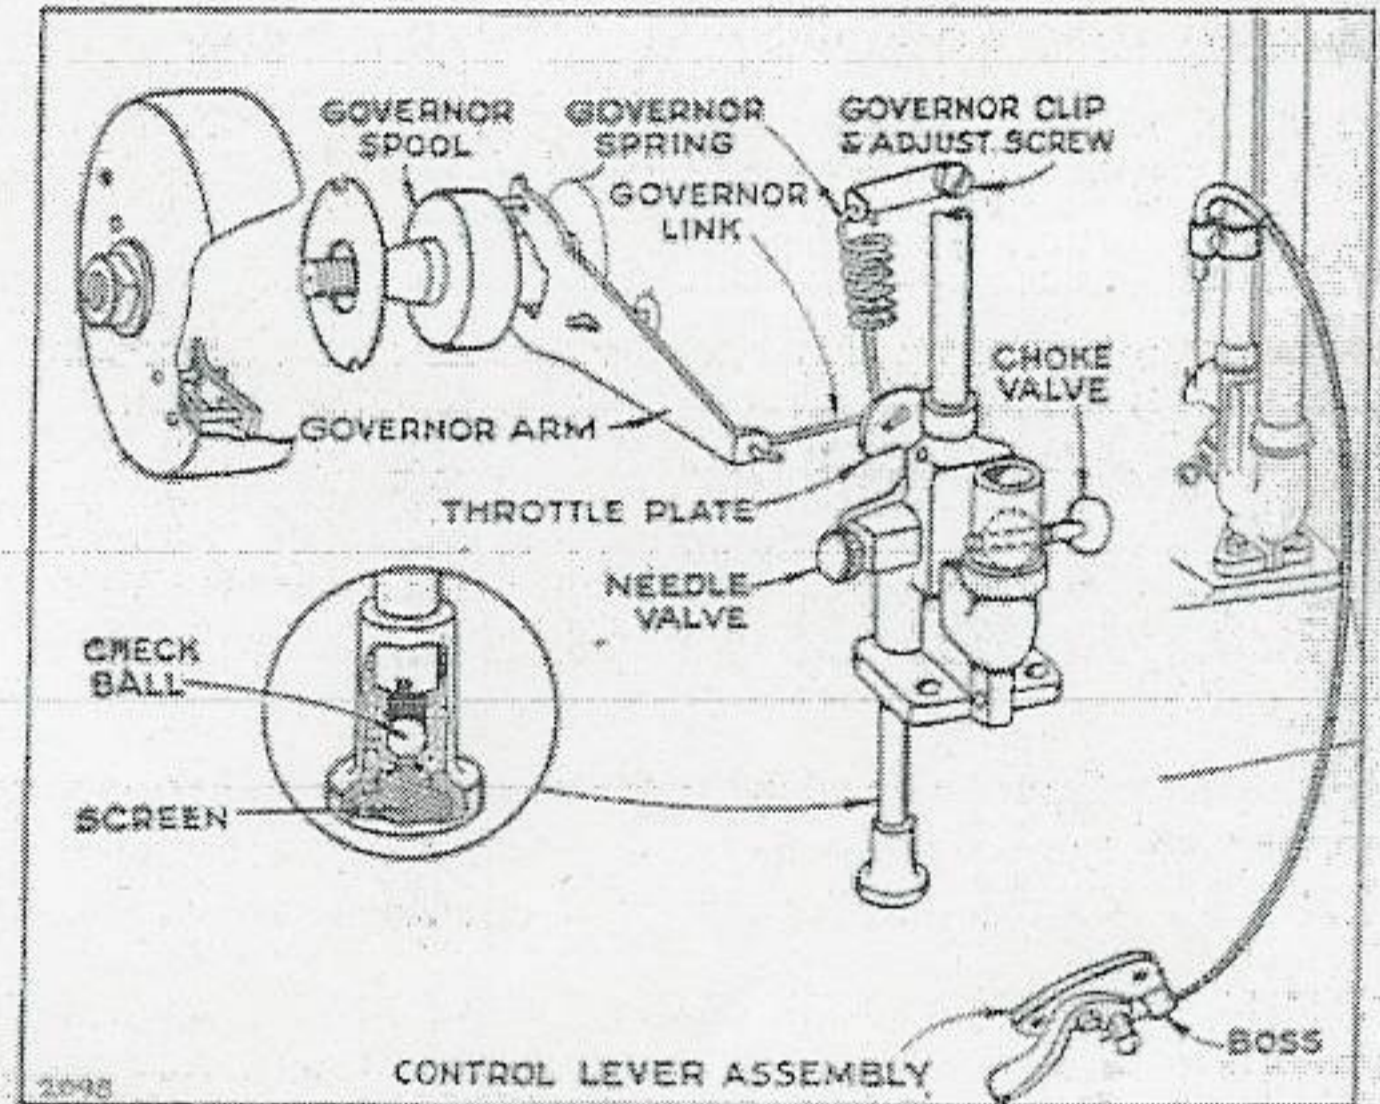 GOVERNOR
SPOOL
GOVERNOR
SPRING
GOVERNOR CLIP
& ADJUST. SCREW
GOVERNOR
LINK
CHOKE
VALVE
GOVERNOR ARM
THROTTLE PLATE
NEEDLE
VALVE
CHECK
BALL
SCREEN
CONTROL LEVER ASSEMBLY
BOSS